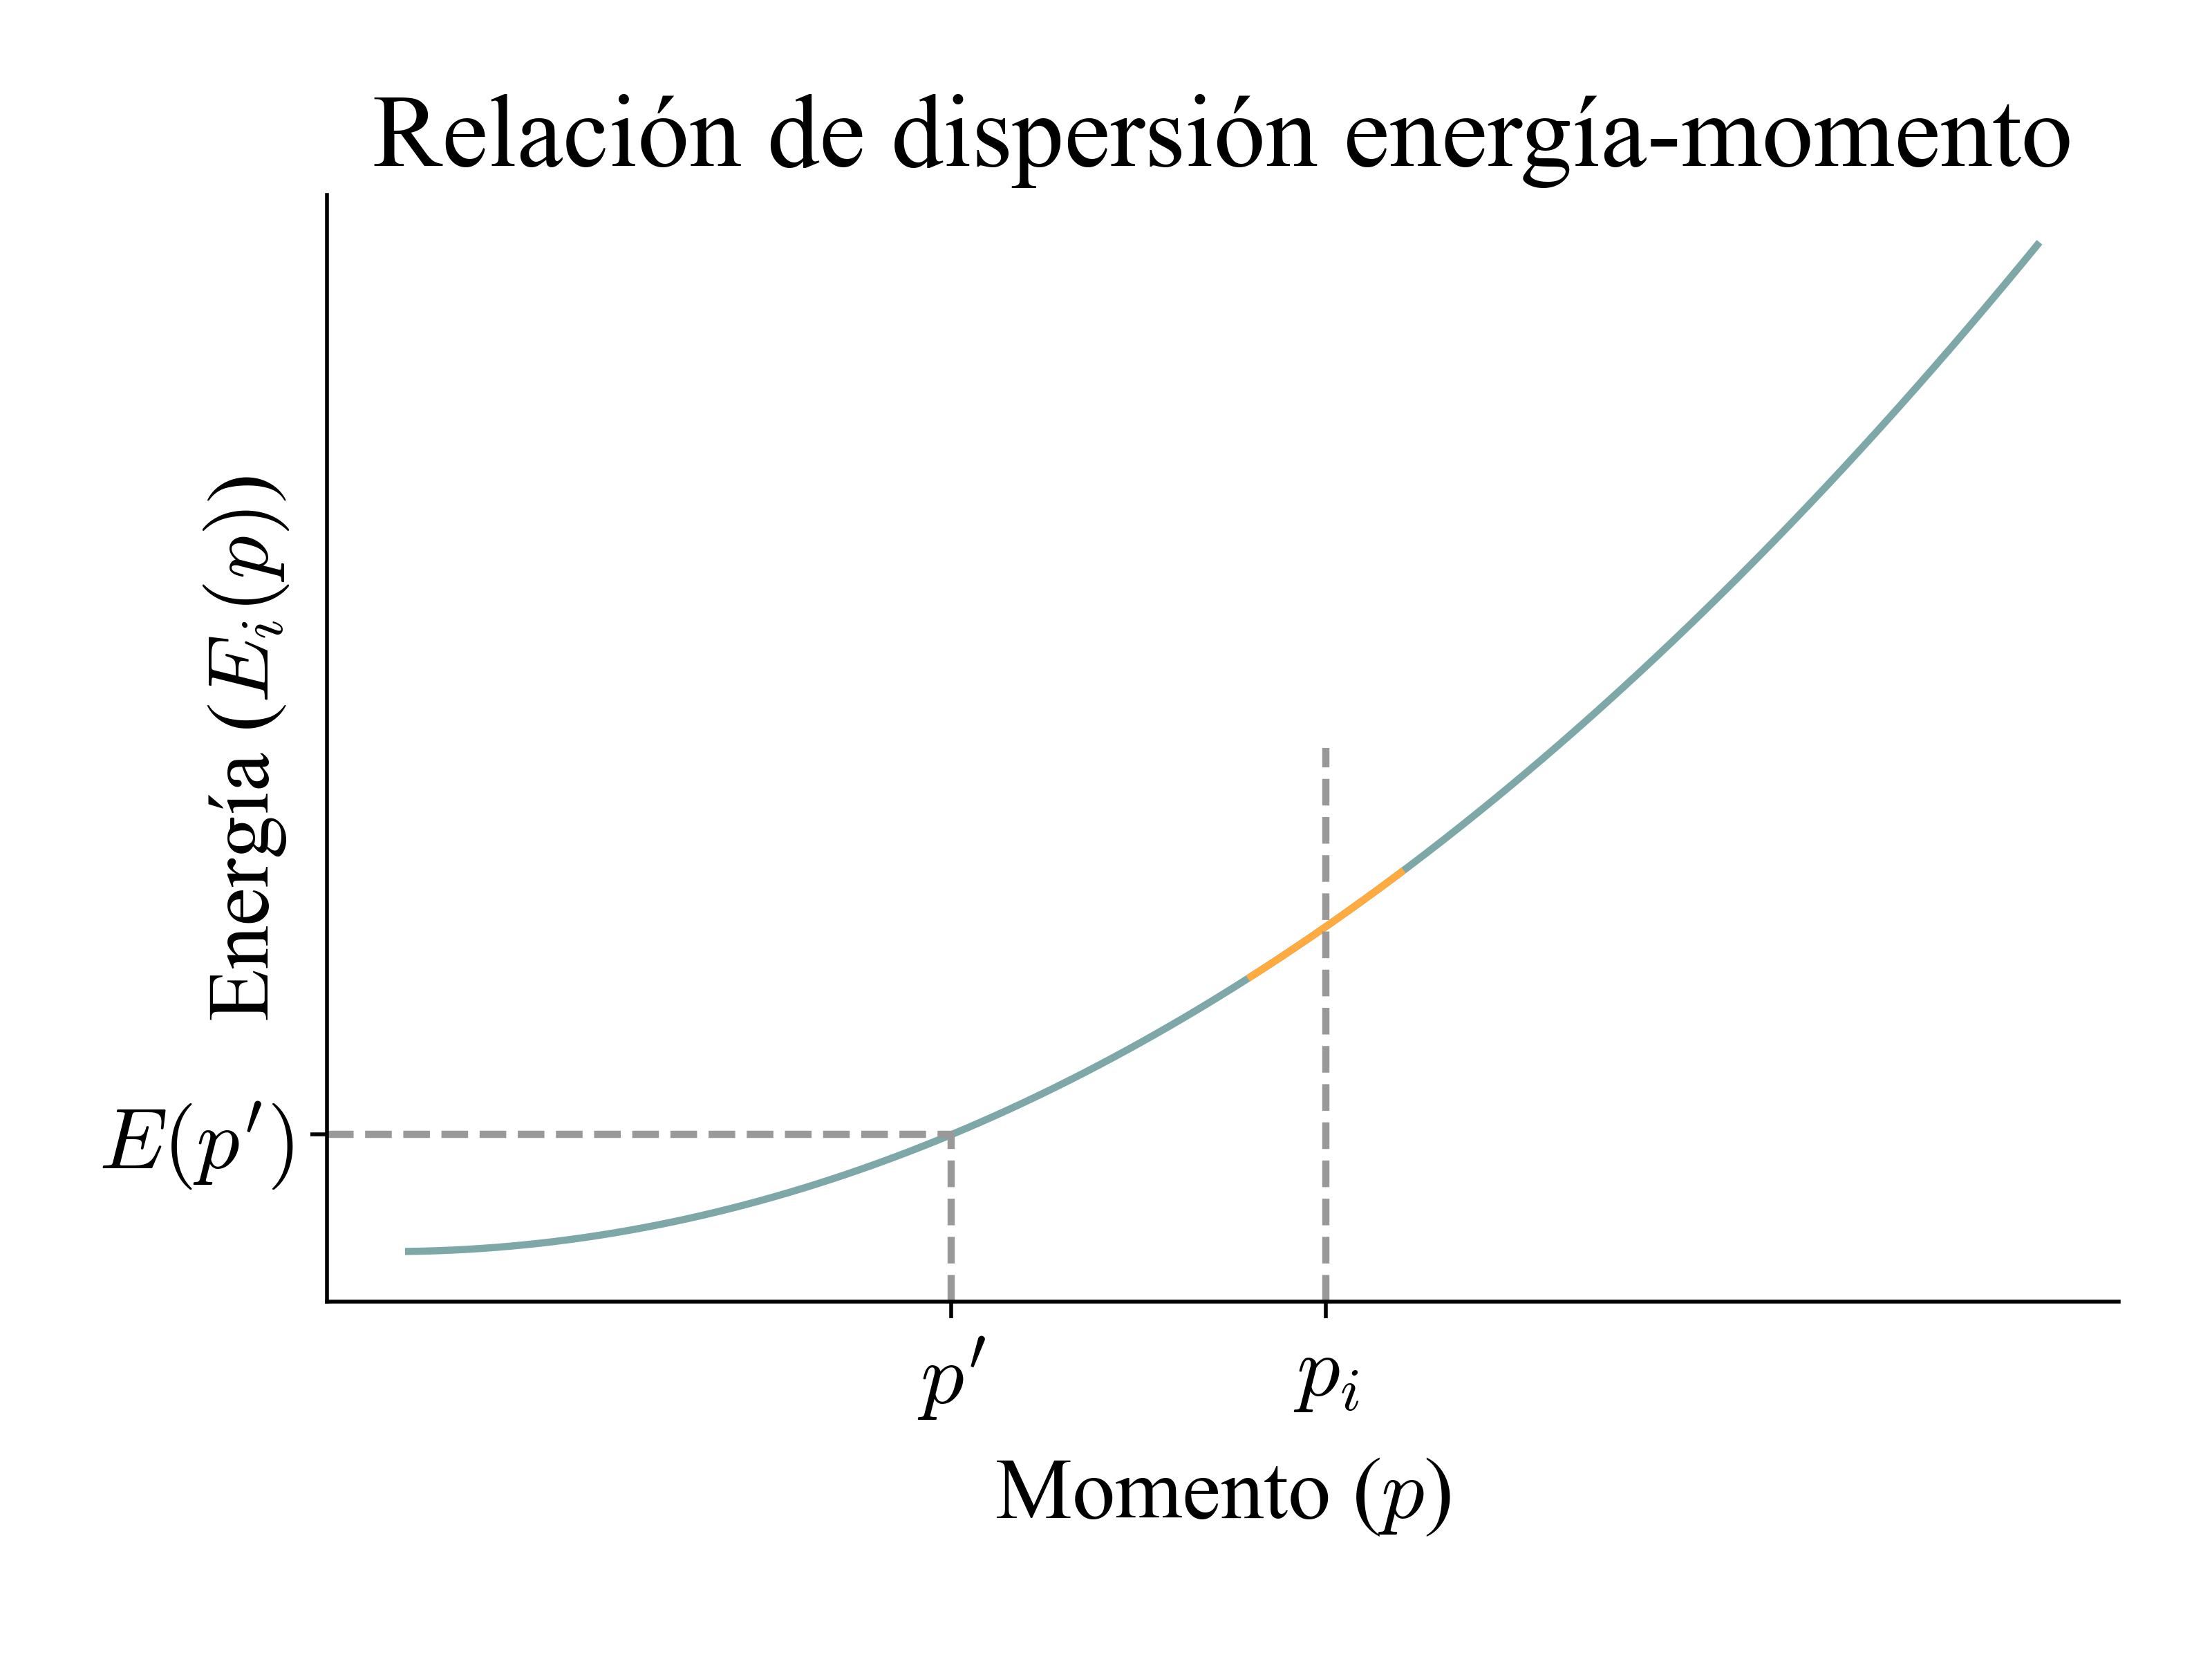 Relación de dispersión energía-momento
Energía (E_i(p))
E(p′)
p′
p_i
Momento (p)